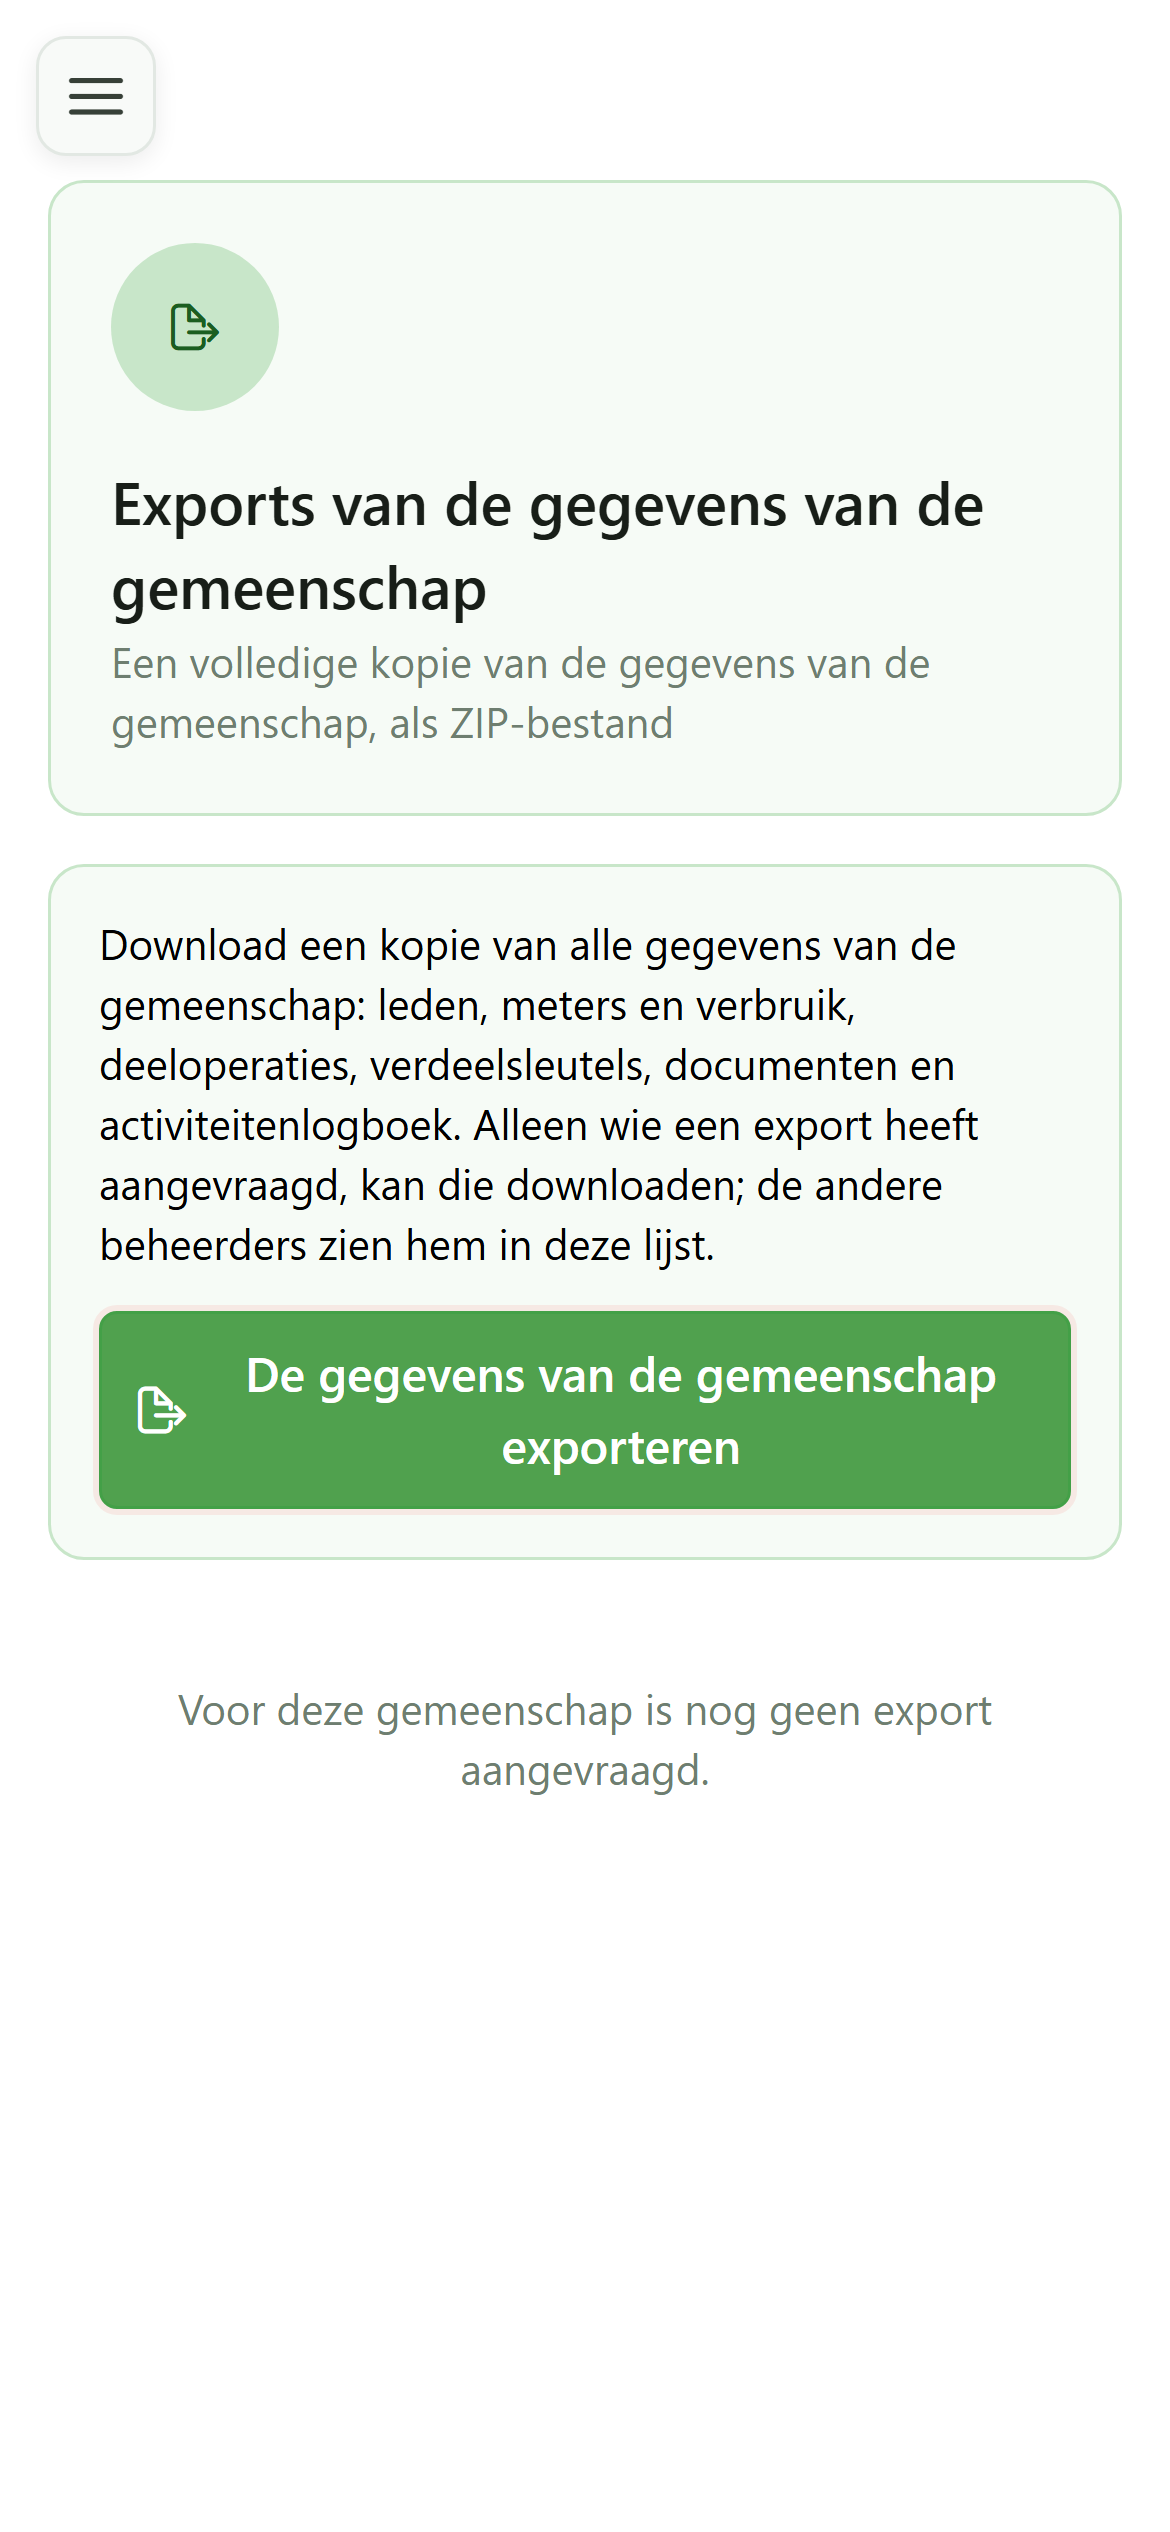 Exports van de gegevens van de
gemeenschap
Een volledige kopie van de gegevens van de
gemeenschap, als ZIP-bestand
Download een kopie van alle gegevens van de
gemeenschap: leden, meters en verbruik,
deeloperaties, verdeelsleutels, documenten en
activiteitenlogboek. Alleen wie een export heeft
aangevraagd, kan die downloaden; de andere
beheerders zien hem in deze lijst.
De gegevens van de gemeenschap
exporteren
Voor deze gemeenschap is nog geen export
aangevraagd.